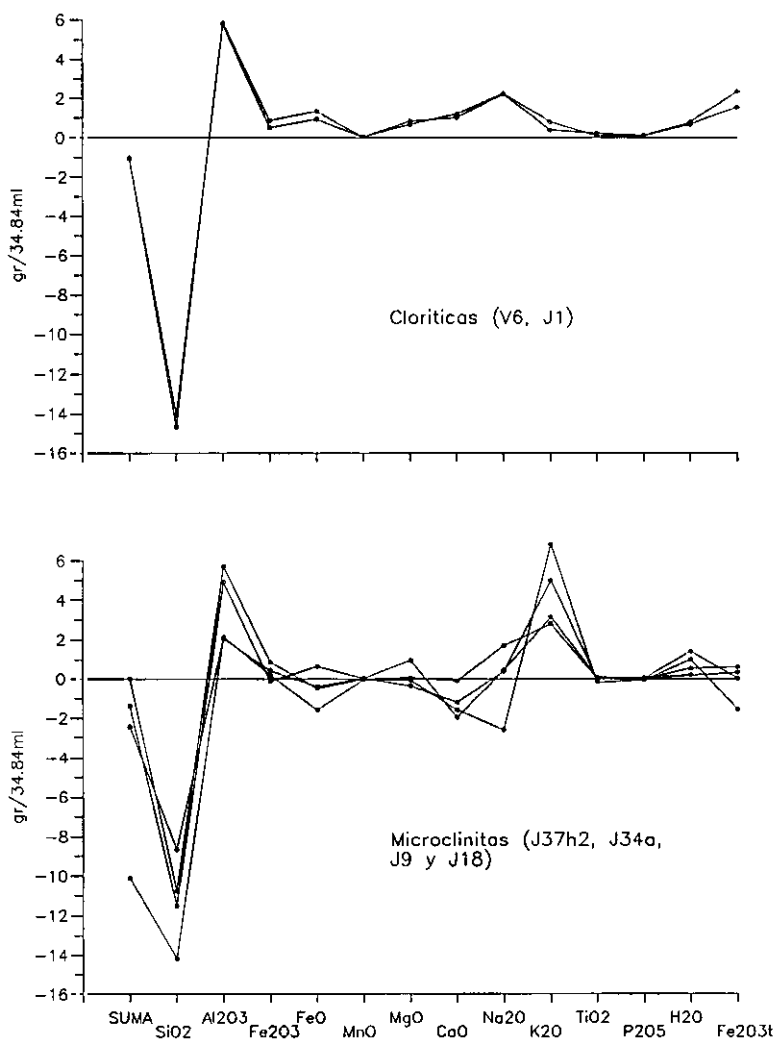 6
4
2
0
−2
−4
−6
−8
−10
−12
−14
−16
gr/34.84ml
Cloriticas (V6, J1)
6
4
2
0
−2
−4
−6
−8
−10
−12
−14
−16
gr/34.84ml
Microclinitas (J37h2, J34a,
J9 y J18)
SUMA
SiO2
Al2O3
Fe2O3
FeO
MnO
MgO
CaO
Na2O
K2O
TiO2
P2O5
H2O
Fe2O3t